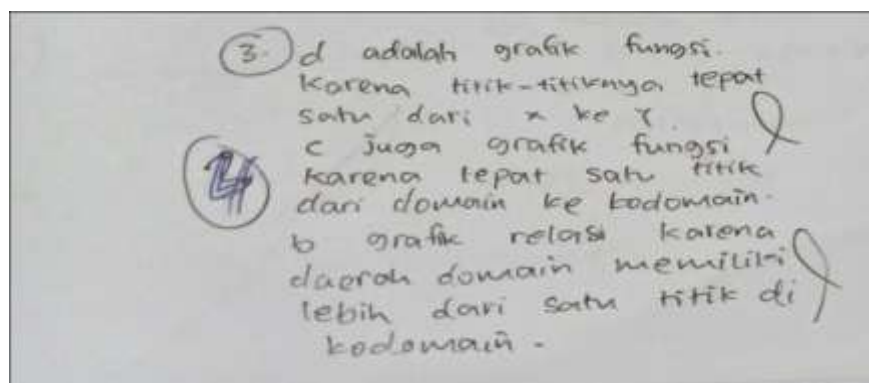 3. d adalah grafik fungsi.
Karena titik-titiknya tepat
satu dari x ke Y.
c juga grafik fungsi
4 karena tepat satu titik
dari domain ke kodomain.
b grafik relasi karena
daerah domain memiliki
lebih dari satu titik di
kodomain.